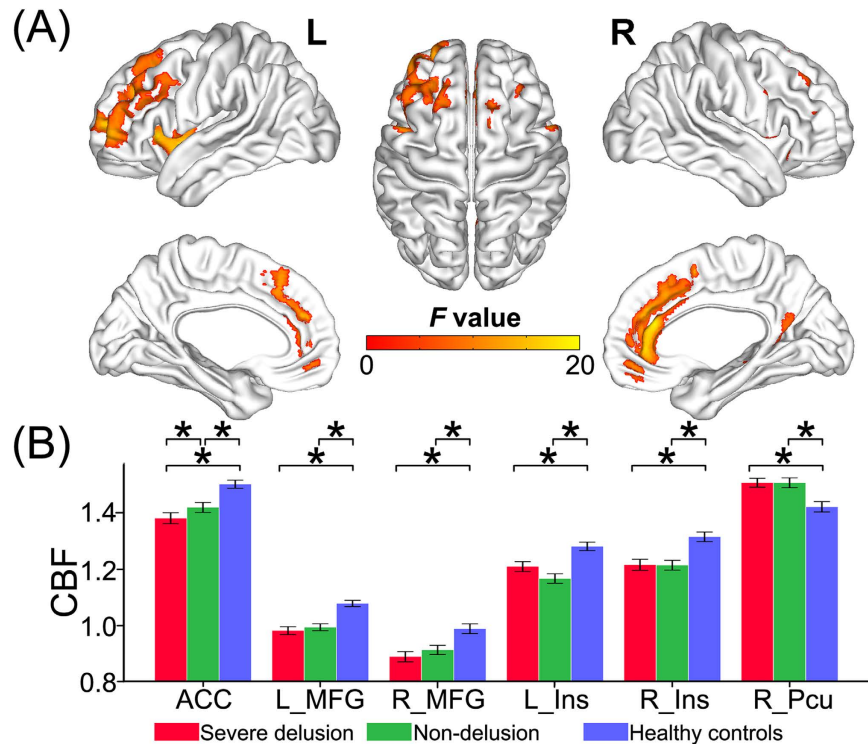 (A)
L
R
F value
0
20
(B)
* * * * * * *
* * * * * *
CBF
1.4
1.2
1.0
0.8
ACC L_MFG R_MFG L_Ins R_Ins R_Pcu
Severe delusion Non-delusion Healthy controls